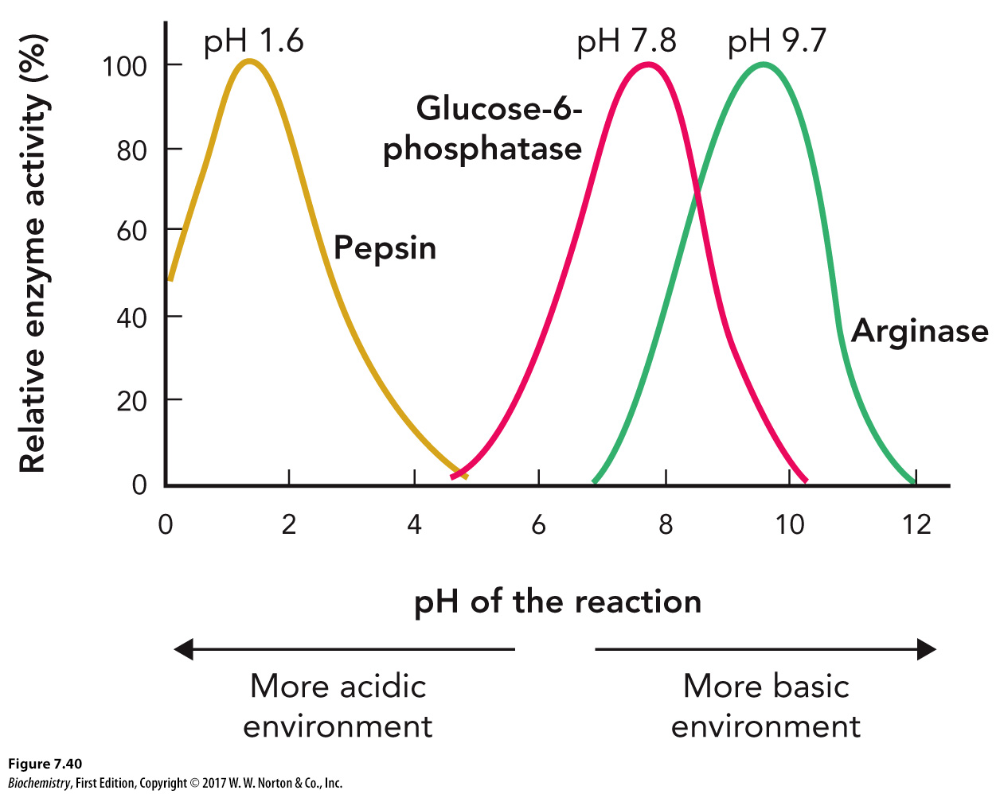 pH 1.6
pH 7.8
pH 9.7
Relative enzyme activity (%)
100
80
60
40
20
0
Glucose-6-
phosphatase
Pepsin
Arginase
0
2
4
6
8
10
12
pH of the reaction
More acidic
environment
More basic
environment
Figure 7.40
Biochemistry, First Edition, Copyright © 2017 W. W. Norton & Co., Inc.